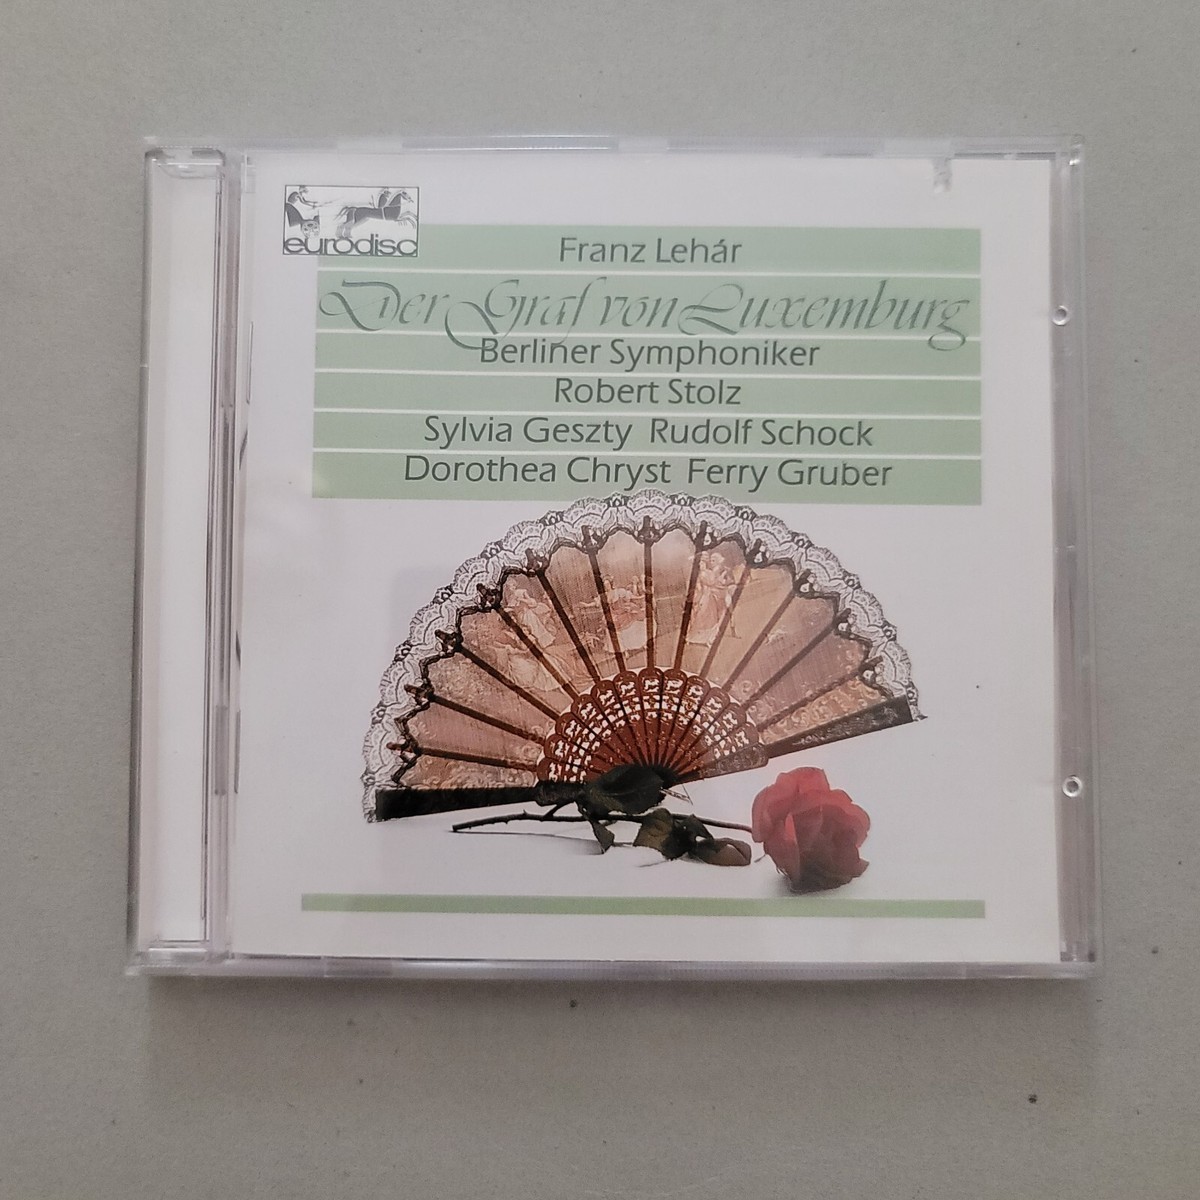 eurodisc
Franz Lehár
Der Graf von Luxemburg
Berliner Symphoniker
Robert Stolz
Sylvia Geszty Rudolf Schock
Dorothea Chryst Ferry Gruber